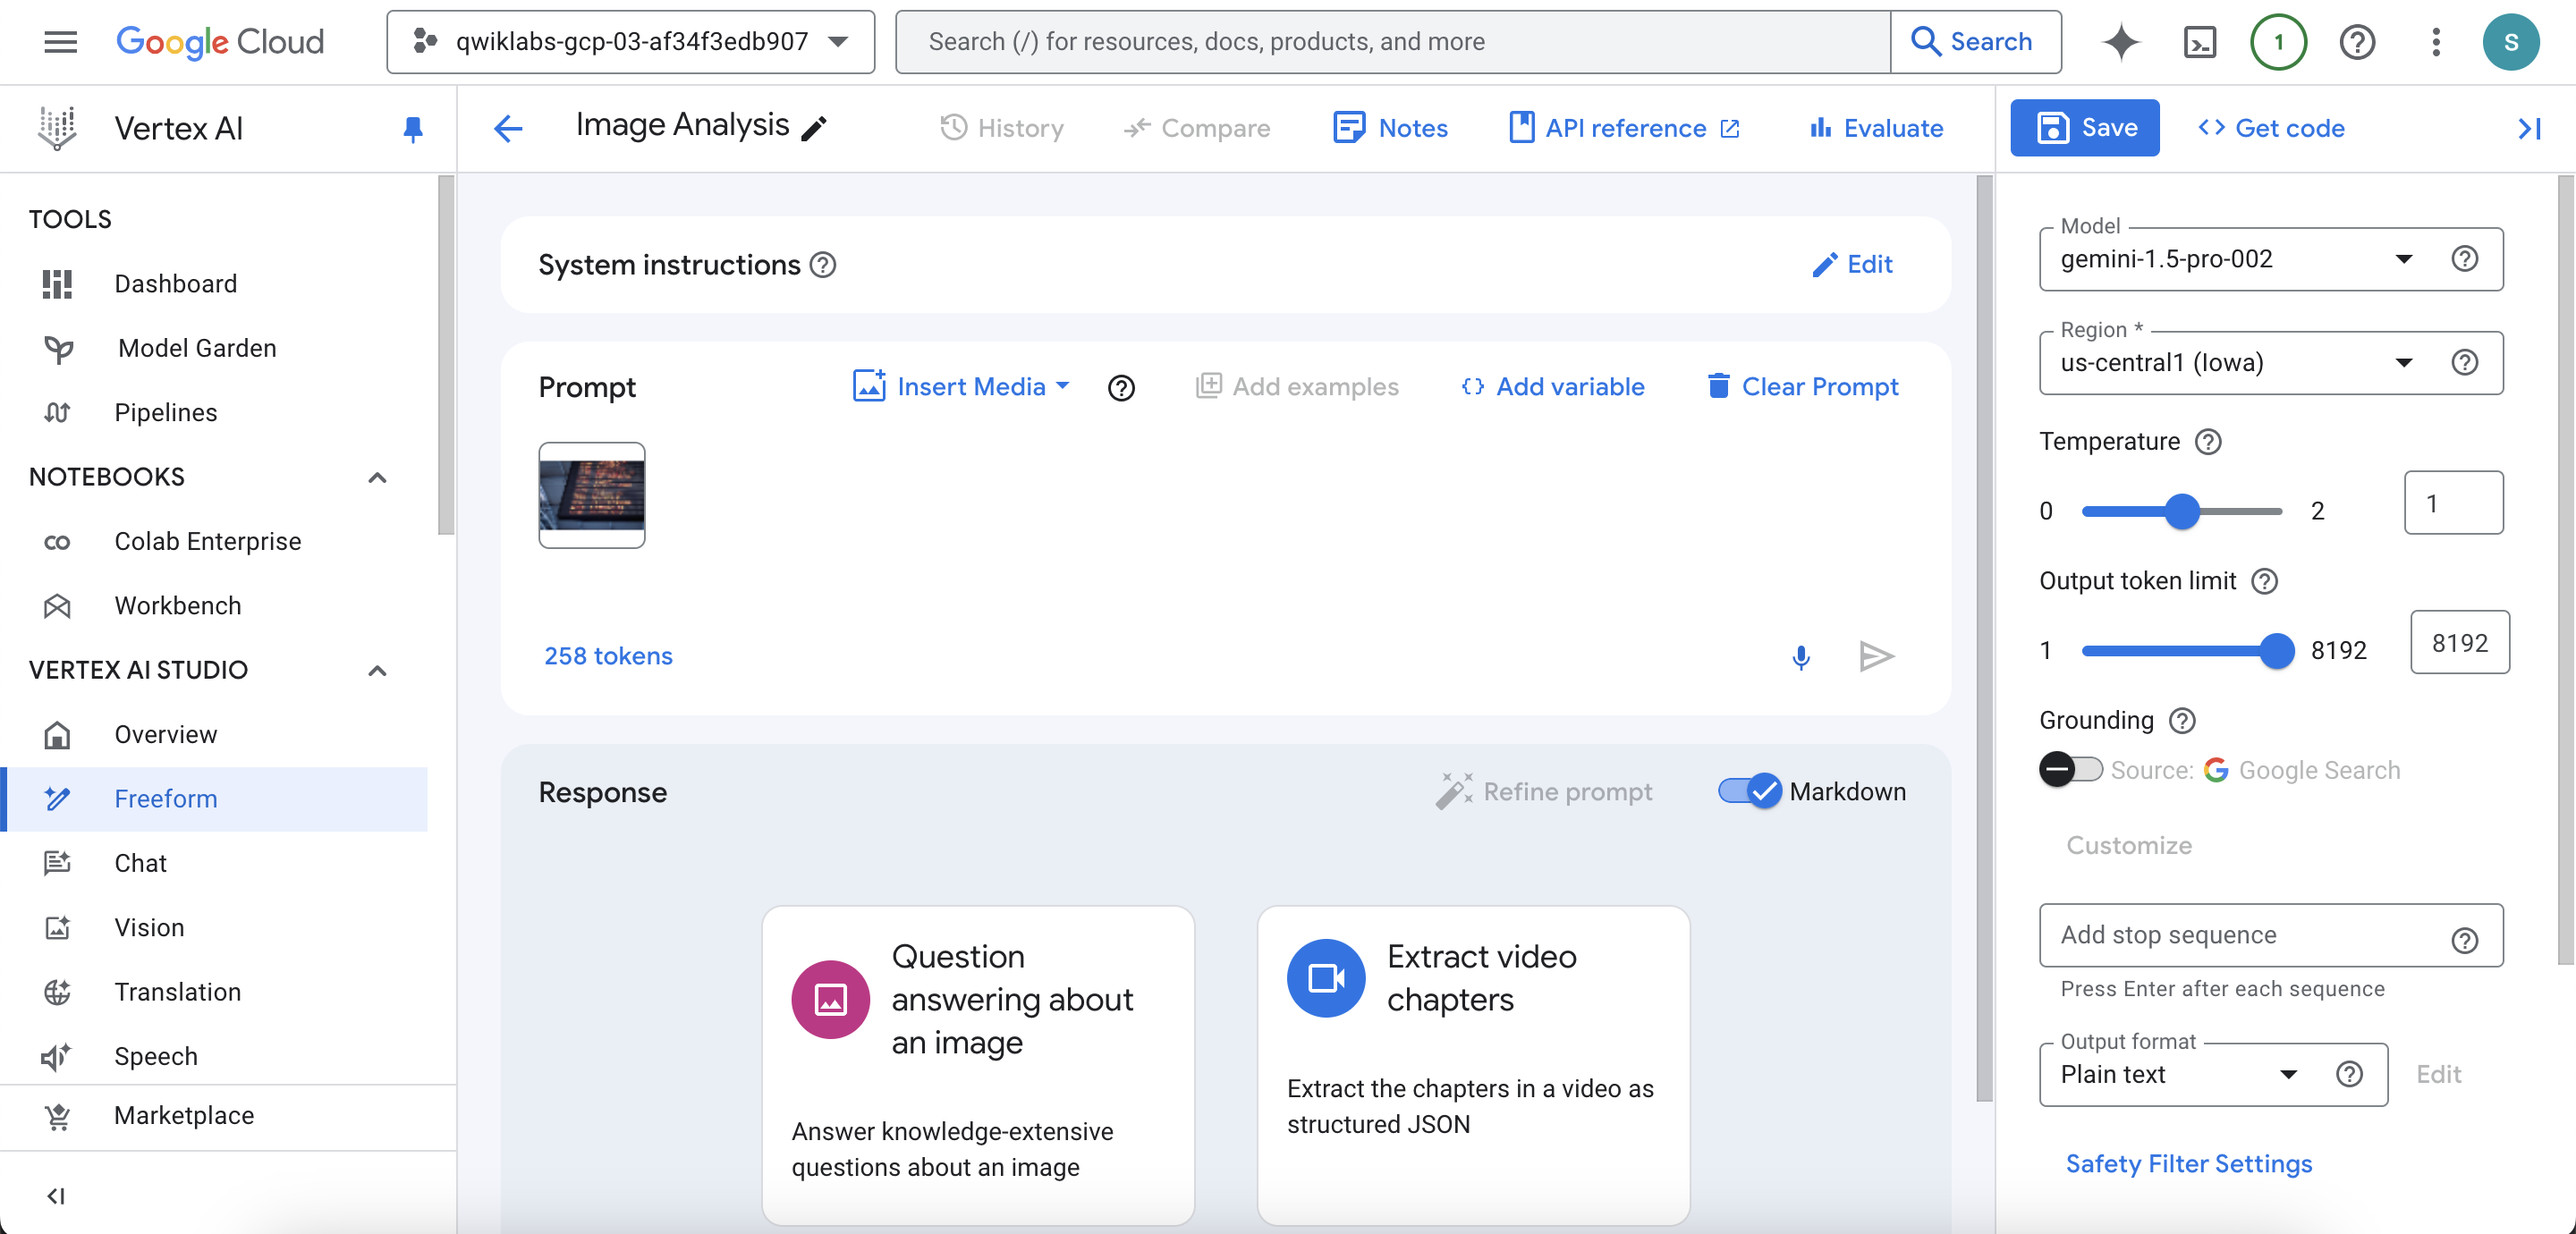 Google Cloud
qwiklabs-gcp-03-af34f3edb907
Search (/) for resources, docs, products, and more
Search
1
S
Vertex AI
Image Analysis
History
Compare
Notes
API reference
Evaluate
Save
Get code
TOOLS
Dashboard
Model Garden
Pipelines
NOTEBOOKS
Colab Enterprise
Workbench
VERTEX AI STUDIO
Overview
Freeform
Chat
Vision
Translation
Speech
Marketplace
System instructions
Edit
Prompt
Insert Media
Add examples
Add variable
Clear Prompt
258 tokens
Response
Refine prompt
Markdown
Question
answering about
an image
Answer knowledge-extensive
questions about an image
Extract video
chapters
Extract the chapters in a video as
structured JSON
Model
gemini-1.5-pro-002
Region *
us-central1 (Iowa)
Temperature
0
2
1
Output token limit
1
8192
8192
Grounding
Source: Google Search
Customize
Add stop sequence
Press Enter after each sequence
Output format
Plain text
Edit
Safety Filter Settings